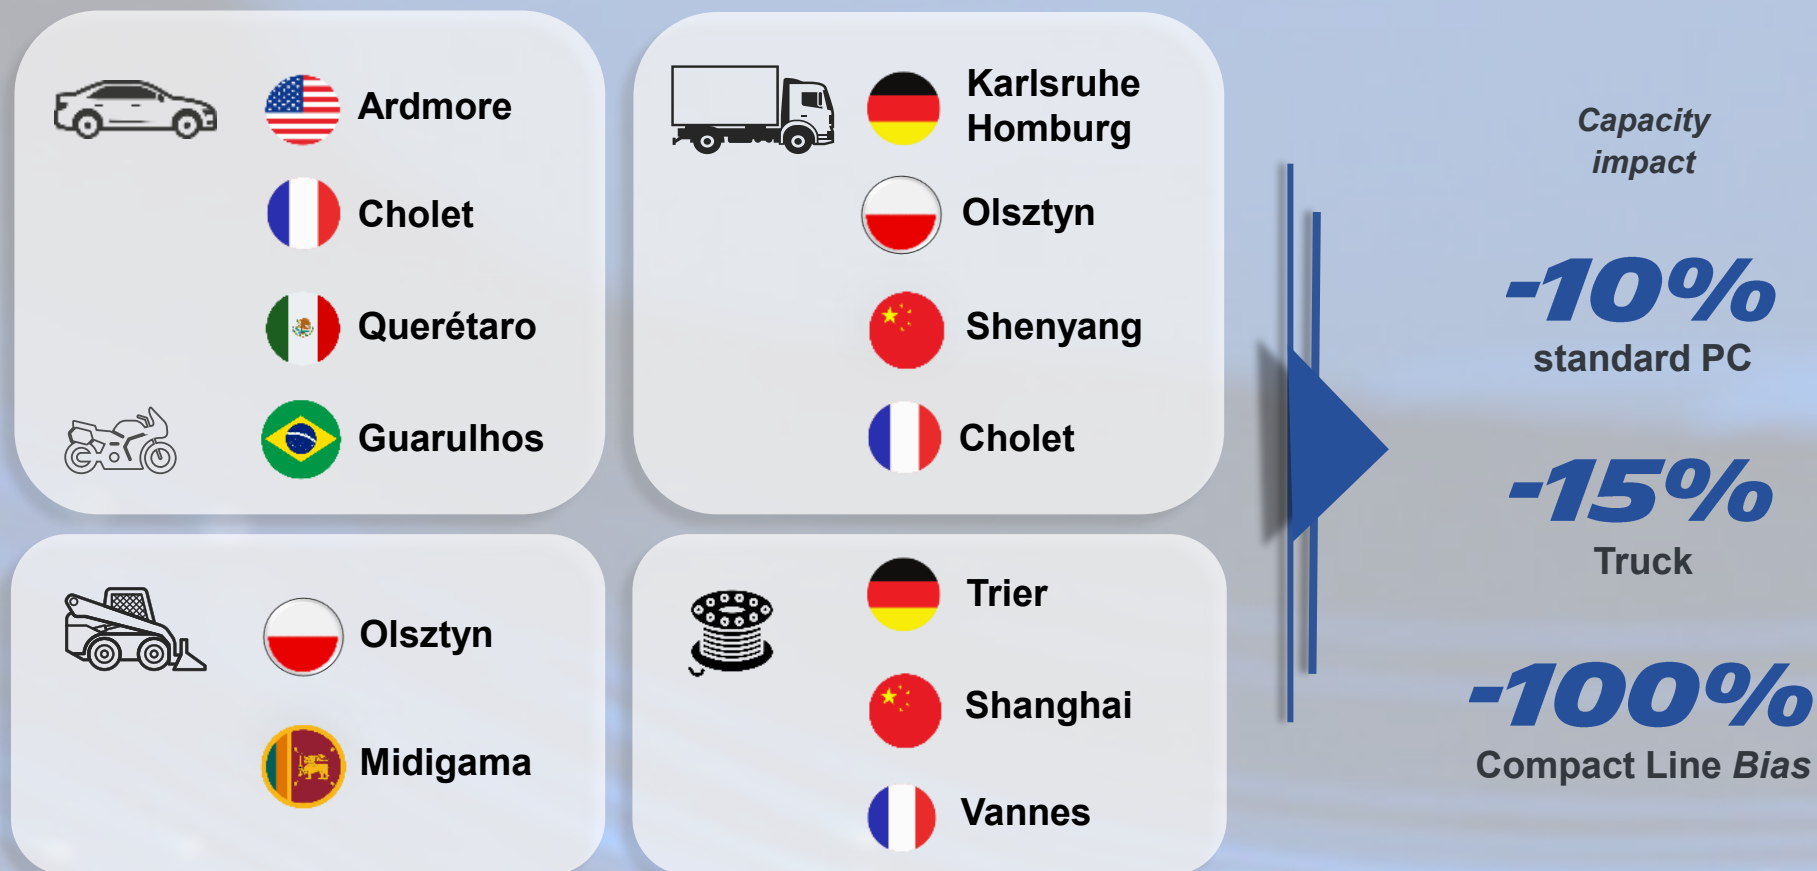 Ardmore
Cholet
Querétaro
Guarulhos
Karlsruhe
Homburg
Olsztyn
Shenyang
Cholet
Olsztyn
Midigama
Trier
Shanghai
Vannes
Capacity
impact
-10%
standard PC
-15%
Truck
-100%
Compact Line Bias